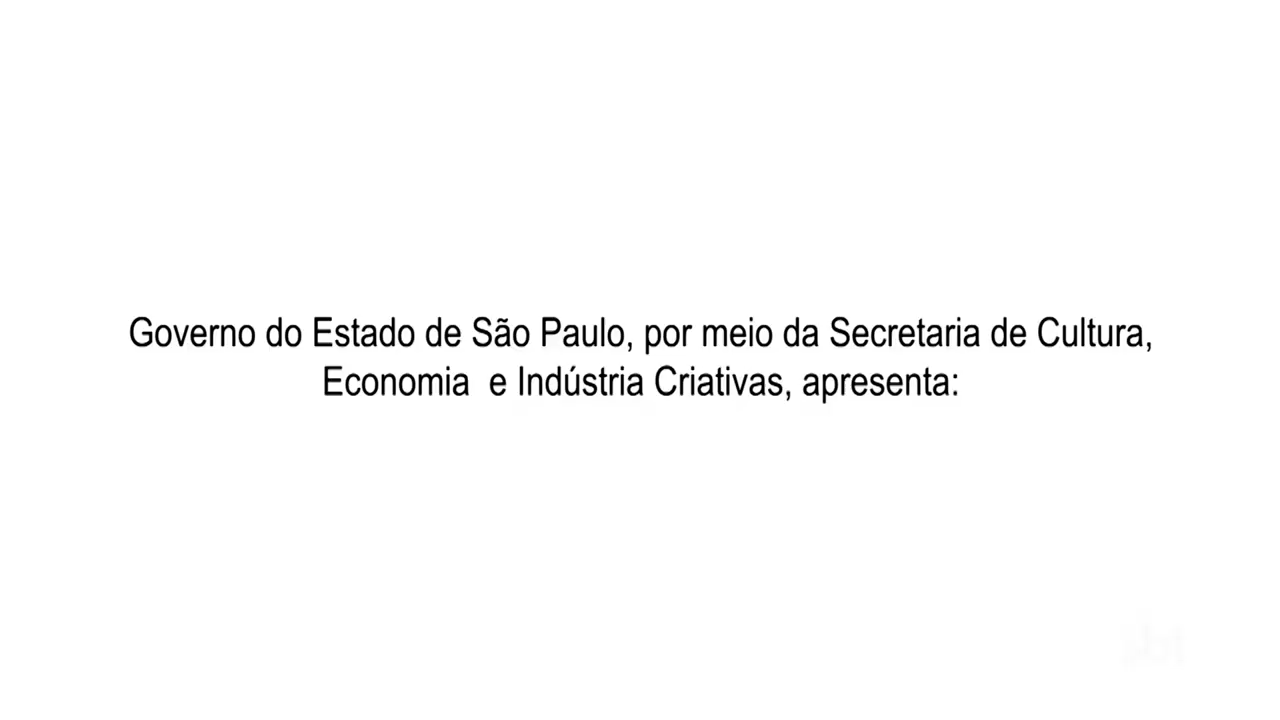 Governo do Estado de São Paulo, por meio da Secretaria de Cultura,
Economia  e Indústria Criativas, apresenta: